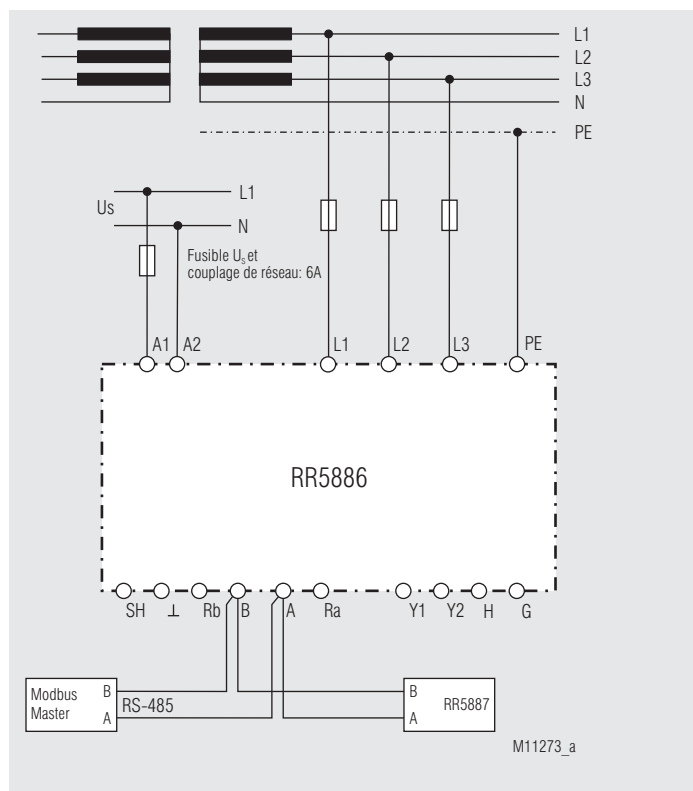 L1
L2
L3
N
PE
Us
L1
N
Fusible Us et
couplage de réseau: 6A
A1 A2 L1 L2 L3 PE
RR5886
SH ⊥ Rb B A Ra Y1 Y2 H G
Modbus
Master
B
A
RS-485
B
A
RR5887
M11273_a